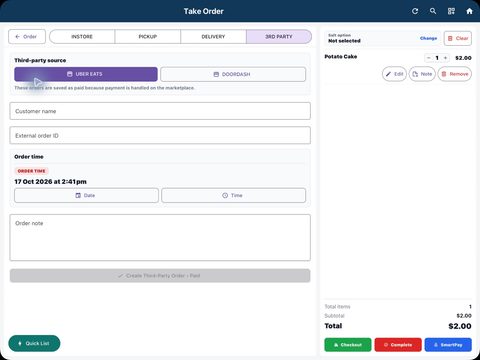 Take Order
Order
INSTORE
PICKUP
DELIVERY
3RD PARTY
Third-party source
UBER EATS
DOORDASH
These orders are saved as paid because payment is handled on the marketplace.
Customer name
External order ID
Order time
ORDER TIME
17 Oct 2026 at 2:41pm
Date
Time
Order note
Create Third-Party Order • Paid
Quick List
Salt option
Not selected
Change
Clear
Potato Cake
− 1 +
$2.00
Edit
Note
Remove
Total items 1
Subtotal $2.00
Total $2.00
Checkout
Complete
SmartPay